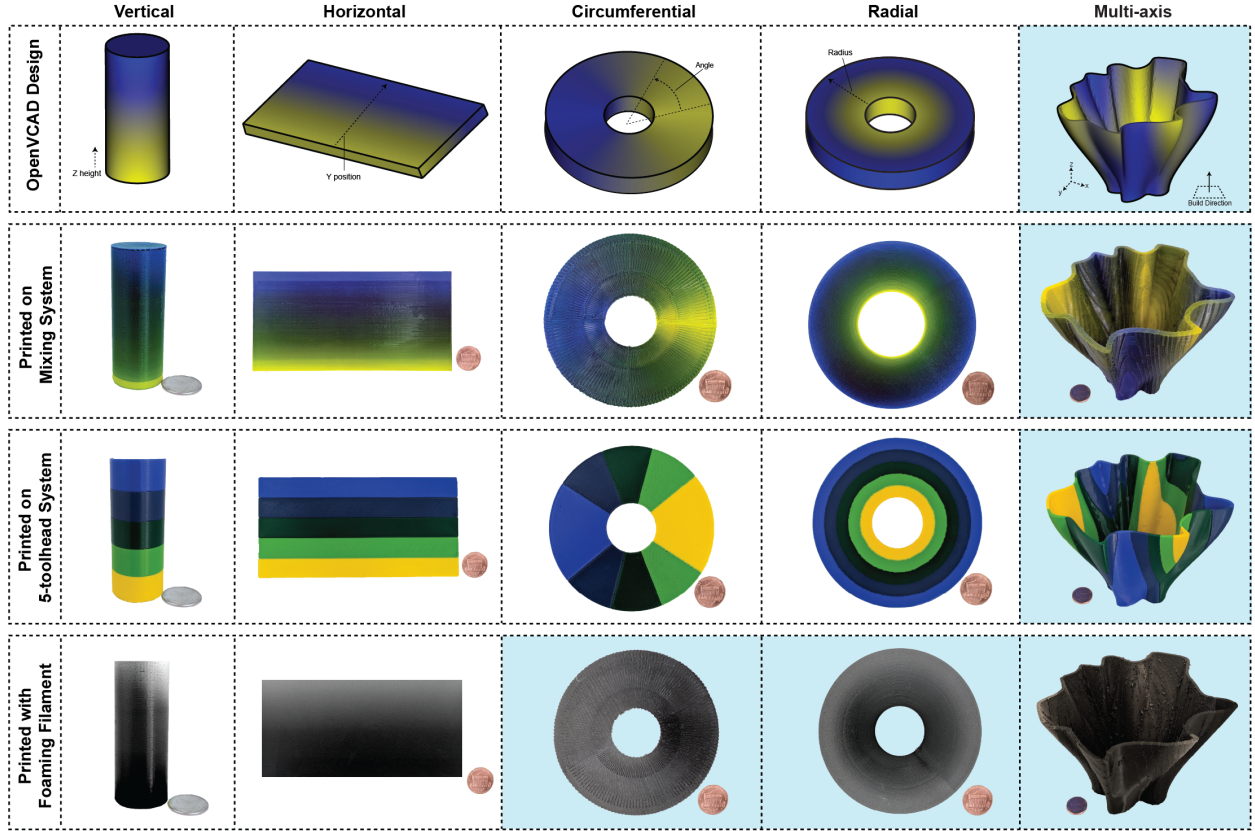 Vertical
Horizontal
Circumferential
Radial
Multi-axis
OpenVCAD Design
Z height
Y position
Angle
Radius
z
y
x
Build Direction
Printed on
Mixing System
Printed on
5-toolhead System
Printed with
Foaming Filament